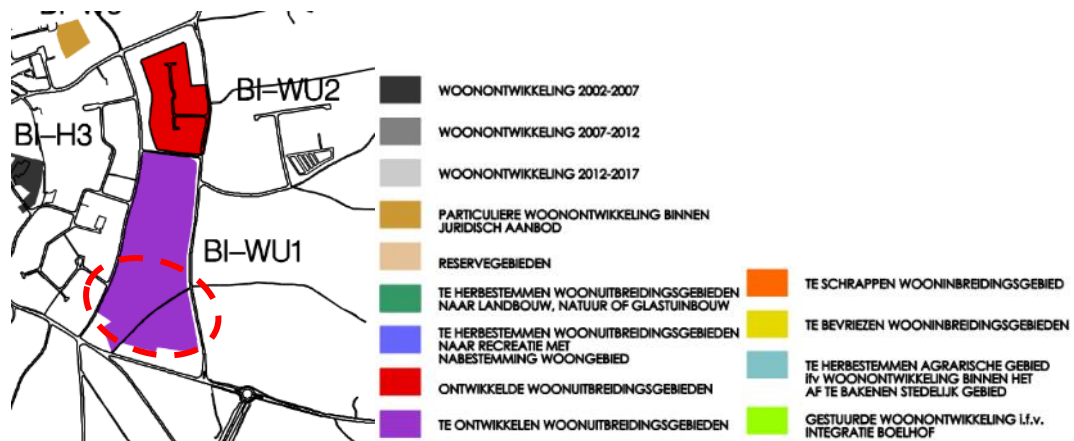 BI-WU2
BI-H3
BI-WU1
WOONONTWIKKELING 2002-2007
WOONONTWIKKELING 2007-2012
WOONONTWIKKELING 2012-2017
PARTICULIERE WOONONTWIKKELING BINNEN
JURIDISCH AANBOD
RESERVEGEBIEDEN
TE HERBESTEMMEN WOONUITBREIDINGSGEBIEDEN
NAAR LANDBOUW, NATUUR OF GLASTUINBOUW
TE HERBESTEMMEN WOONUITBREIDINGSGEBIEDEN
NAAR RECREATIE MET
NABESTEMMING WOONGEBIED
ONTWIKKELDE WOONUITBREIDINGSGEBIEDEN
TE ONTWIKKELEN WOONUITBREIDINGSGEBIEDEN
TE SCHRAPPEN WOONINBREIDINGSGEBIED
TE BEVRIEZEN WOONINBREIDINGSGEBIEDEN
TE HERBESTEMMEN AGRARISCHE GEBIED
ifv WOONONTWIKKELING BINNEN HET
AF TE BAKENEN STEDELIJK GEBIED
GESTUURDE WOONONTWIKKELING i.f.v.
INTEGRATIE BOELHOF